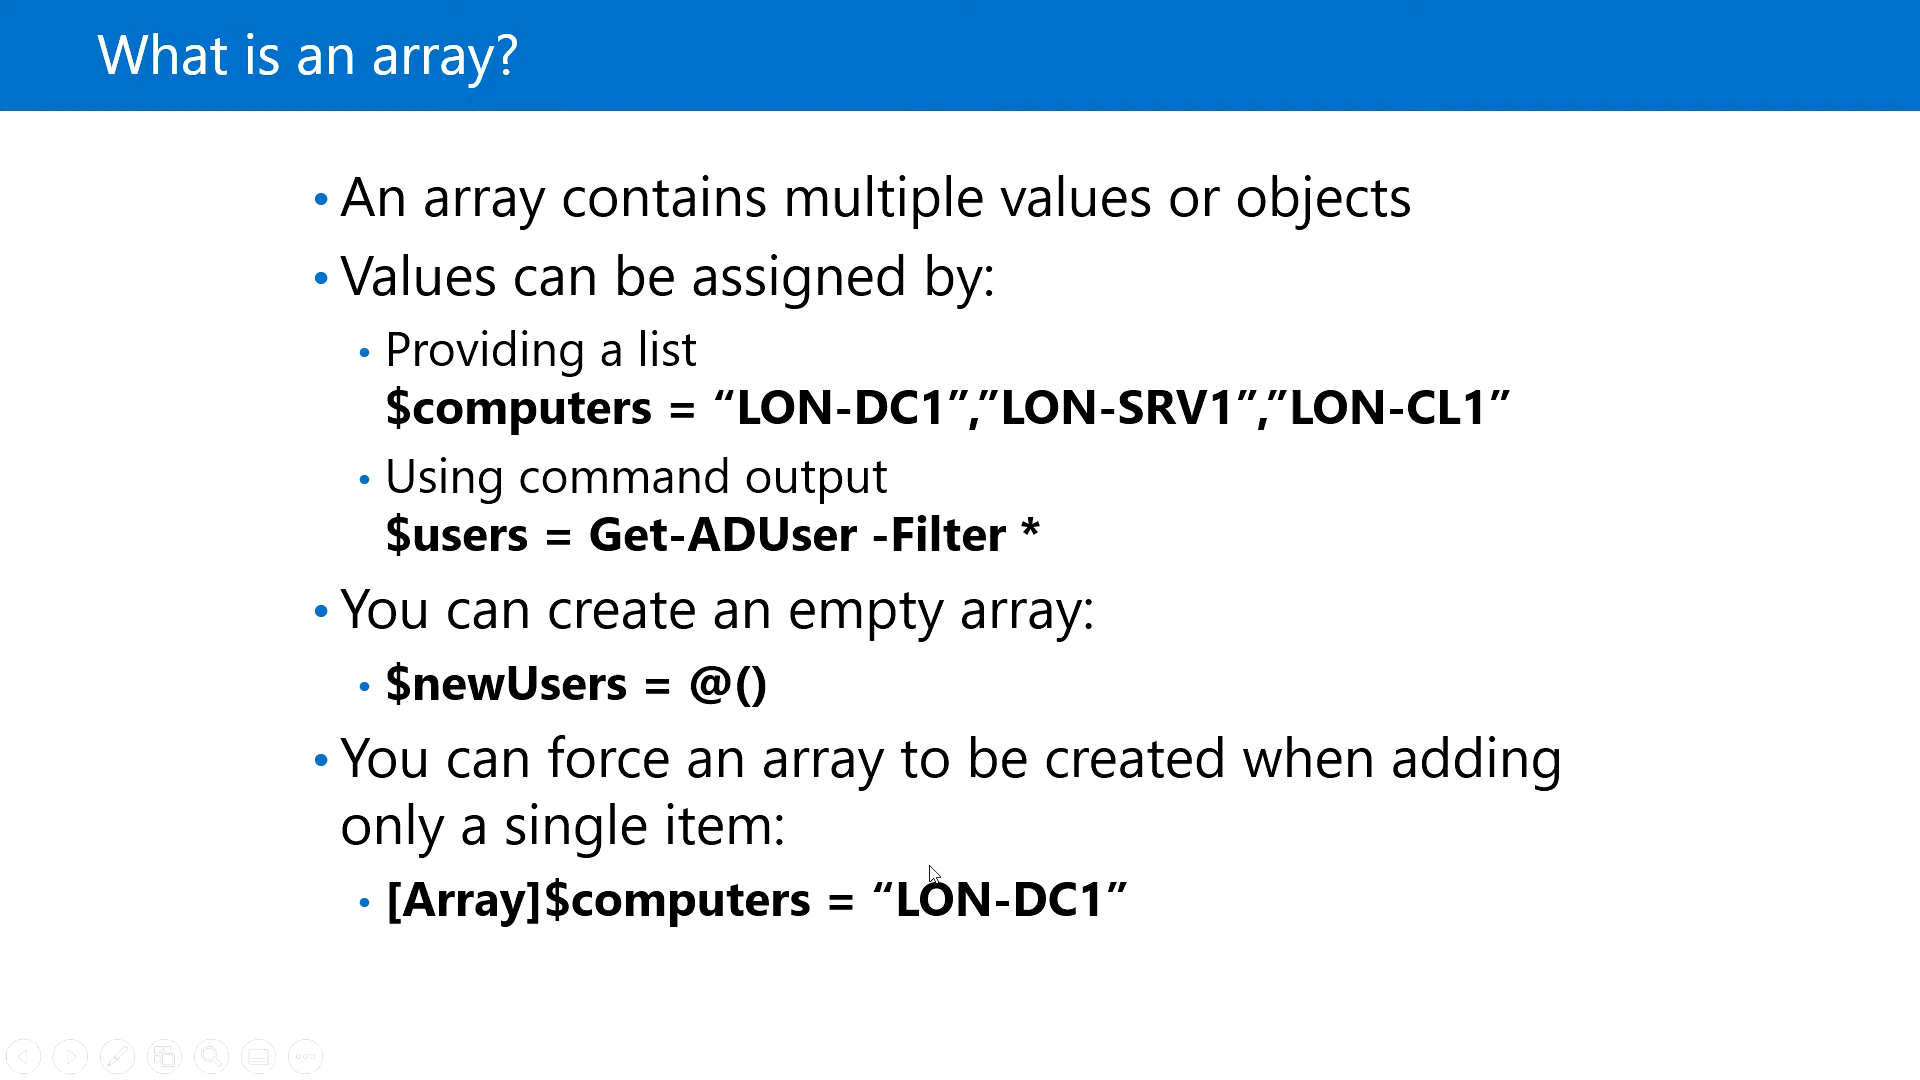 What is an array?
• An array contains multiple values or objects
• Values can be assigned by:
• Providing a list
$computers = “LON-DC1”,”LON-SRV1”,”LON-CL1”
• Using command output
$users = Get-ADUser -Filter *
• You can create an empty array:
• $newUsers = @()
• You can force an array to be created when adding
only a single item:
• [Array]$computers = “LON-DC1”